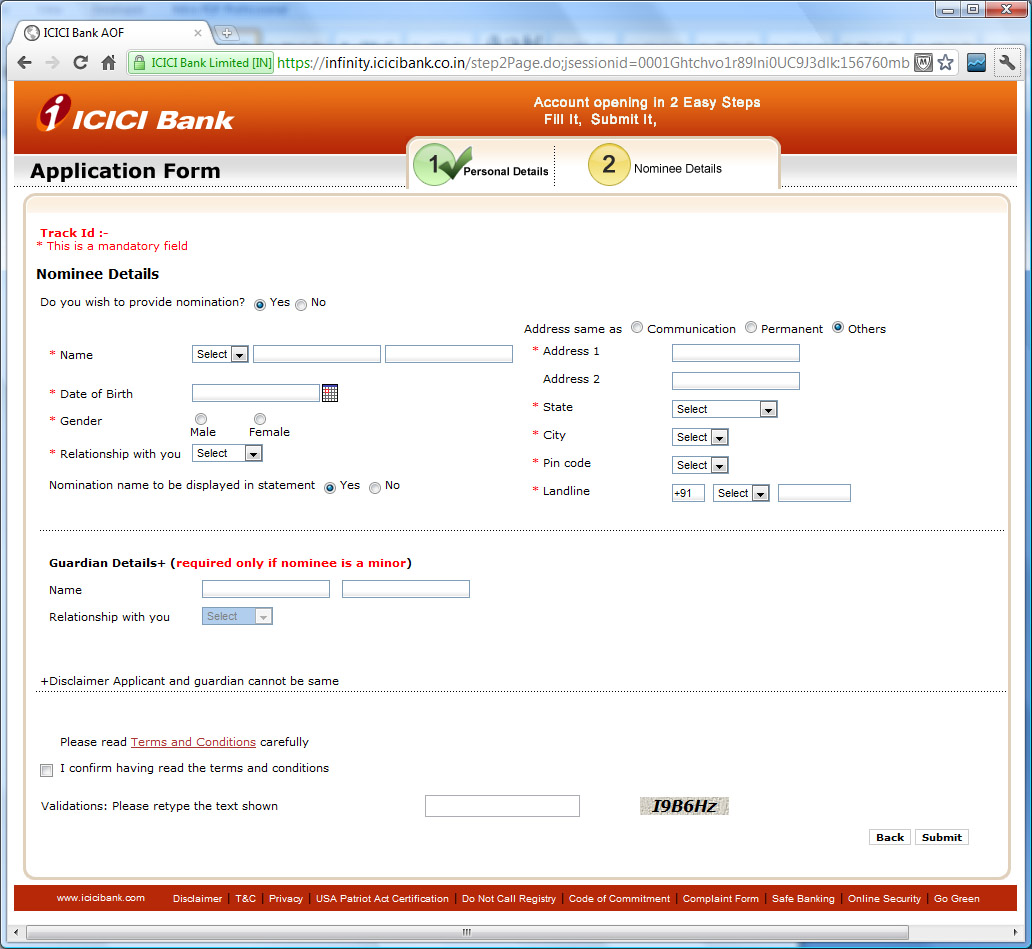 ICICI Bank AOF
ICICI Bank Limited [IN] https://infinity.icicibank.co.in/step2Page.do;jsessionid=0001Ghtchvo1r89lni0UC9J3dlk:156760mb
i ICICI Bank
Account opening in 2 Easy Steps
Fill It, Submit It,
Application Form
1 Personal Details
2 Nominee Details
Track Id :-
* This is a mandatory field
Nominee Details
Do you wish to provide nomination? Yes No
Address same as Communication Permanent Others
* Name Select
* Address 1
Address 2
* Date of Birth
* State Select
* Gender Male Female
* City Select
* Relationship with you Select
* Pin code Select
Nomination name to be displayed in statement Yes No
* Landline +91 Select
Guardian Details+ (required only if nominee is a minor)
Name
Relationship with you Select
+Disclaimer Applicant and guardian cannot be same
Please read Terms and Conditions carefully
I confirm having read the terms and conditions
Validations: Please retype the text shown I9B6Hz
Back Submit
www.icicibank.com Disclaimer | T&C | Privacy | USA Patriot Act Certification | Do Not Call Registry | Code of Commitment | Complaint Form | Safe Banking | Online Security | Go Green